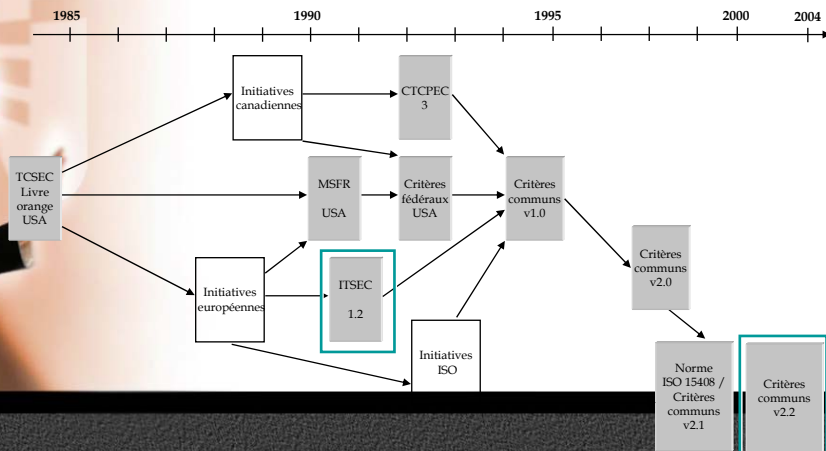 1985
1990
1995
2000
2004
Initiatives
canadiennes
CTCPEC
3
TCSEC
Livre
orange
USA
MSFR
USA
Critères
fédéraux
USA
Critères
communs
v1.0
Initiatives
européennes
ITSEC
1.2
Critères
communs
v2.0
Initiatives
ISO
Norme
ISO 15408 /
Critères
communs
v2.1
Critères
communs
v2.2